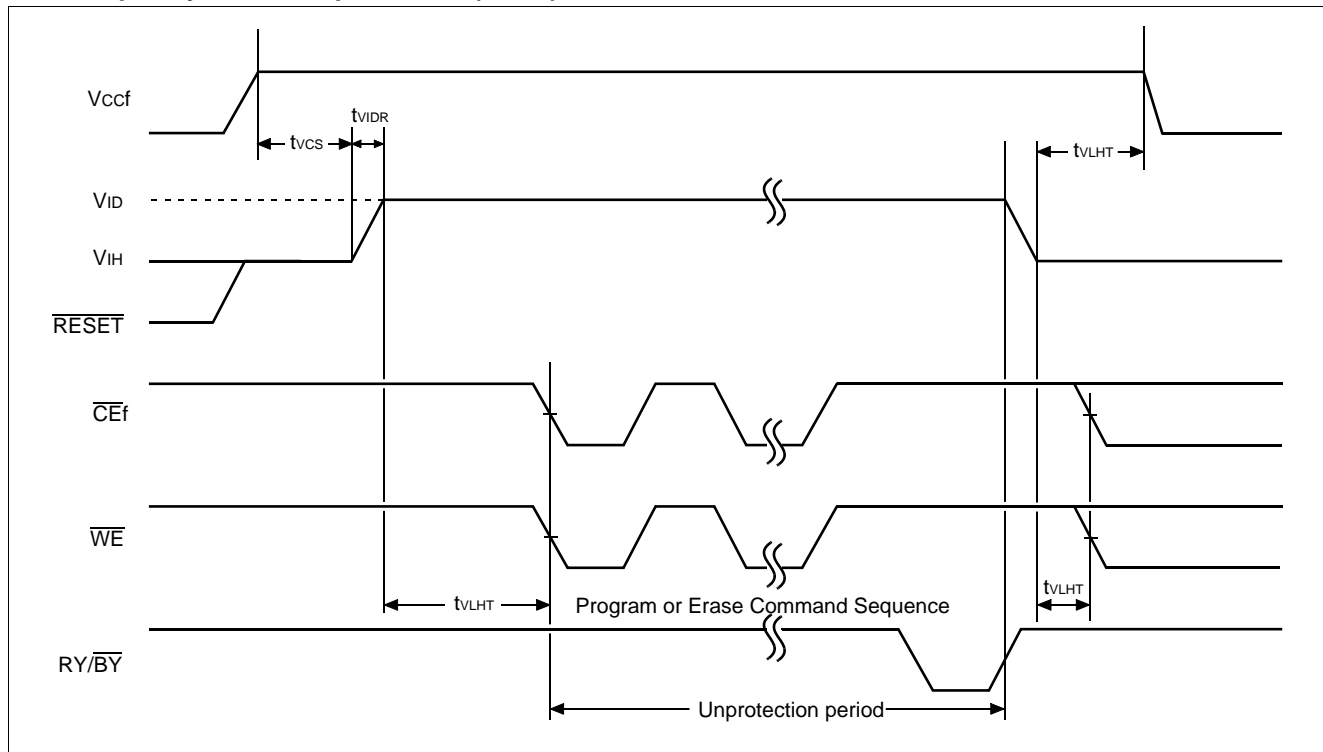 Vccf
tVCS
tVIDR
tVLHT
VID
VIH
RESET
CEf
WE
tVLHT
Program or Erase Command Sequence
tVLHT
RY/BY
Unprotection period